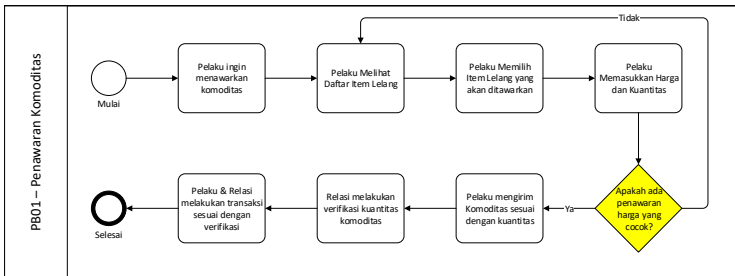 PB01 – Penawaran Komoditas
Tidak
Mulai
Pelaku ingin
menawarkan
komoditas
Pelaku Melihat
Daftar Item Lelang
Pelaku Memilih
Item Lelang yang
akan ditawarkan
Pelaku
Memasukkan Harga
dan Kuantitas
Apakah ada
penawaran
harga yang
cocok?
Ya
Pelaku mengirim
Komoditas sesuai
dengan kuantitas
Relasi melakukan
verifikasi kuantitas
komoditas
Pelaku & Relasi
melakukan transaksi
sesuai dengan
verifikasi
Selesai